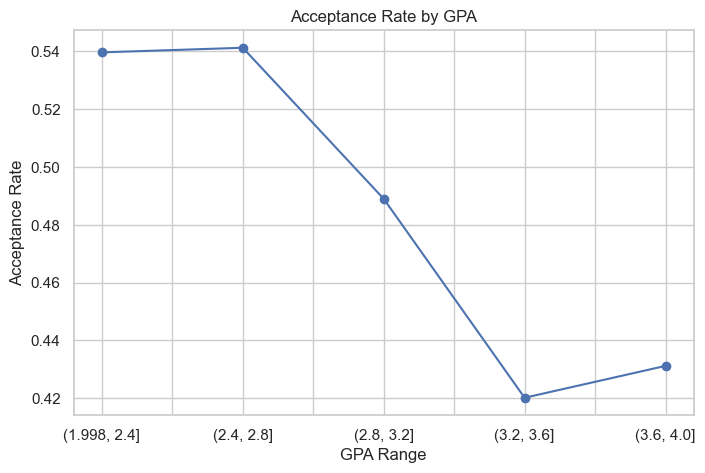 Acceptance Rate by GPA
Acceptance Rate
0.54
0.52
0.50
0.48
0.46
0.44
0.42
(1.998, 2.4] (2.4, 2.8] (2.8, 3.2] (3.2, 3.6] (3.6, 4.0]
GPA Range